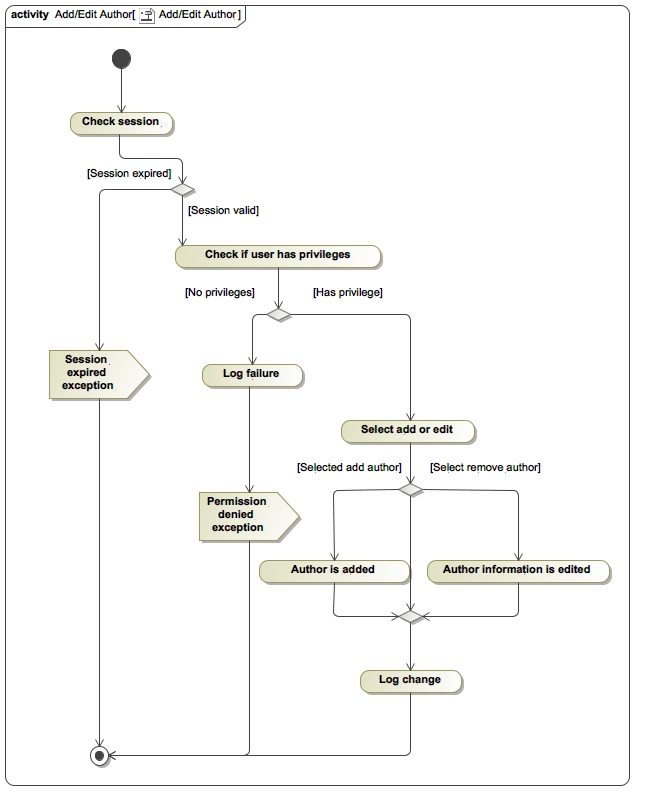 activity Add/Edit Author[ Add/Edit Author ]
Check session
[Session expired]
[Session valid]
Check if user has privileges
[No privileges]
[Has privilege]
Session
expired
exception
Log failure
Select add or edit
[Selected add author]
[Select remove author]
Permission
denied
exception
Author is added
Author information is edited
Log change